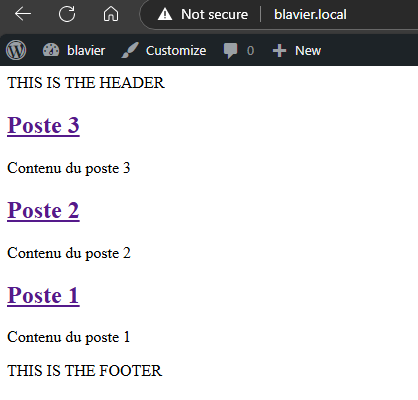 Not secure blavier.local
blavier Customize 0 New
THIS IS THE HEADER
Poste 3
Contenu du poste 3
Poste 2
Contenu du poste 2
Poste 1
Contenu du poste 1
THIS IS THE FOOTER